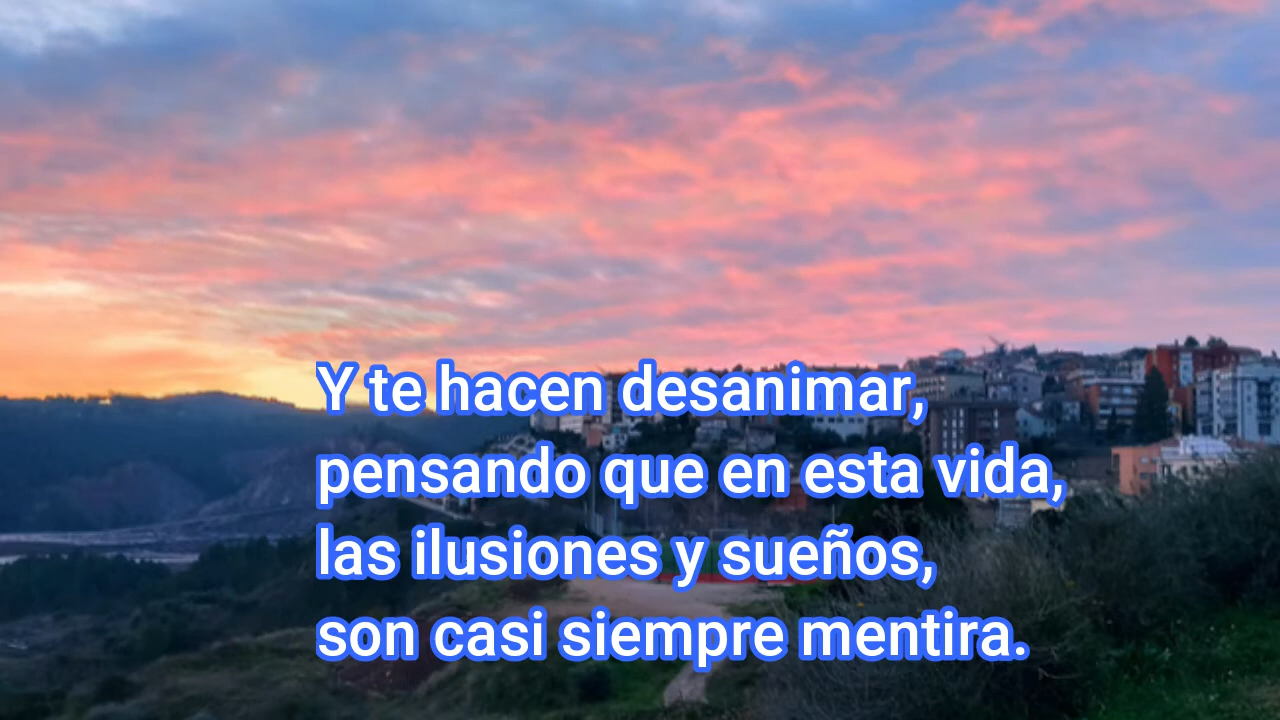 Y te hacen desanimar,
pensando que en esta vida,
las ilusiones y sueños,
son casi siempre mentira.